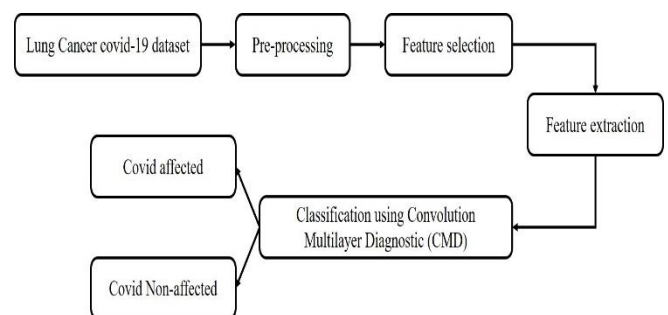 Lung Cancer covid-19 dataset
Pre-processing
Feature selection
Feature extraction
Covid affected
Classification using Convolution
Multilayer Diagnostic (CMD)
Covid Non-affected